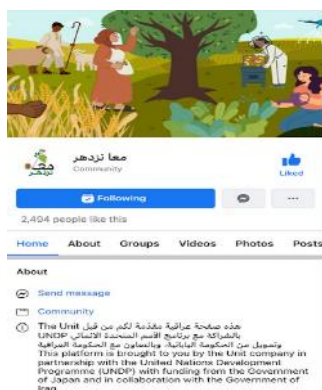 معا تزدهر
Community
Liked
Following
2,494 people like this
Home About Groups Videos Photos Posts
About
Send message
Community
هذه صفحة عراقية مقدمة لكم من قبل The Unit
بالشراكة مع برنامج الأمم المتحدة الانمائي UNDP
وتمويل من الحكومة اليابانية، وبالتعاون مع الحكومة العراقية
This platform is brought to you by the Unit company in
partnership with the United Nations Development
Programme (UNDP) with funding from the Government
of Japan and in collaboration with the Government of
Iraq